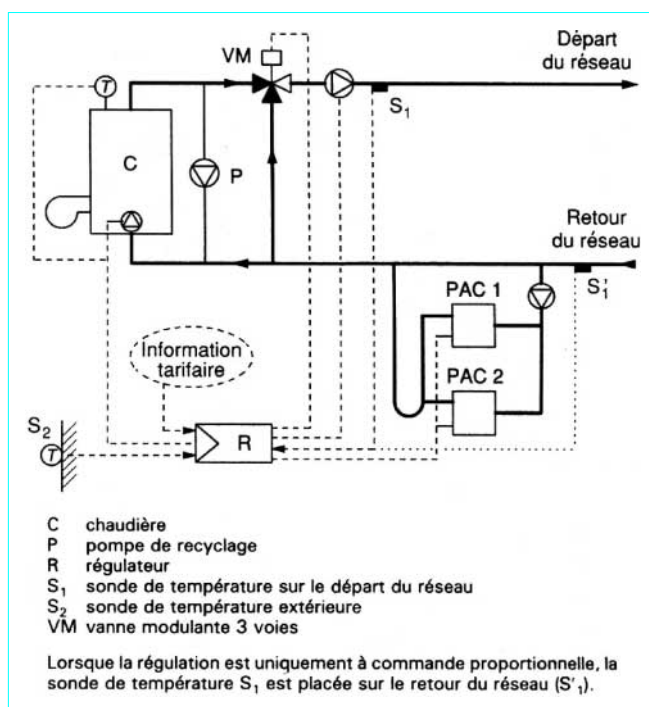 VM
Départ
du réseau
T
S1
C
P
Retour
du réseau
PAC 1
S'1
Information
tarifaire
PAC 2
S2
T
R
C chaudière
P pompe de recyclage
R régulateur
S1 sonde de température sur le départ du réseau
S2 sonde de température extérieure
VM vanne modulante 3 voies
Lorsque la régulation est uniquement à commande proportionnelle, la
sonde de température S1 est placée sur le retour du réseau (S'1).